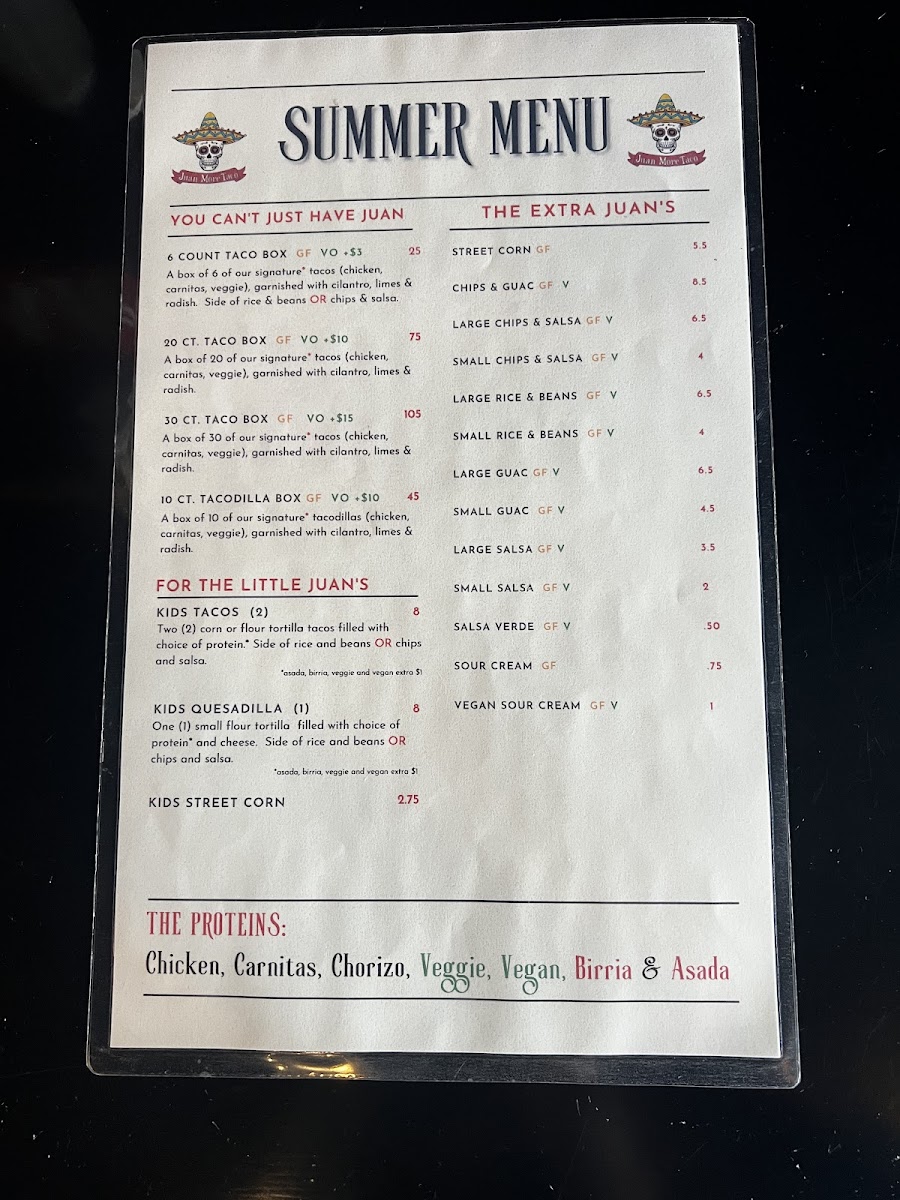 SUMMER MENU
Juan More Taco
Juan More Taco
YOU CAN'T JUST HAVE JUAN
6 COUNT TACO BOX GF VO +$3 25
A box of 6 of our signature* tacos (chicken,
carnitas, veggie), garnished with cilantro, limes &
radish. Side of rice & beans OR chips & salsa.
20 CT. TACO BOX GF VO +$10 75
A box of 20 of our signature* tacos (chicken,
carnitas, veggie), garnished with cilantro, limes &
radish.
30 CT. TACO BOX GF VO +$15 105
A box of 30 of our signature* tacos (chicken,
carnitas, veggie), garnished with cilantro, limes &
radish.
10 CT. TACODILLA BOX GF VO +$10 45
A box of 10 of our signature* tacodillas (chicken,
carnitas, veggie), garnished with cilantro, limes &
radish.
FOR THE LITTLE JUAN'S
KIDS TACOS (2) 8
Two (2) corn or flour tortilla tacos filled with
choice of protein.* Side of rice and beans OR chips
and salsa.
*asada, birria, veggie and vegan extra $1
KIDS QUESADILLA (1) 8
One (1) small flour tortilla filled with choice of
protein* and cheese. Side of rice and beans OR
chips and salsa.
*asada, birria, veggie and vegan extra $1
KIDS STREET CORN 2.75
THE EXTRA JUAN'S
STREET CORN GF 5.5
CHIPS & GUAC GF V 8.5
LARGE CHIPS & SALSA GF V 6.5
SMALL CHIPS & SALSA GF V 4
LARGE RICE & BEANS GF V 6.5
SMALL RICE & BEANS GF V 4
LARGE GUAC GF V 6.5
SMALL GUAC GF V 4.5
LARGE SALSA GF V 3.5
SMALL SALSA GF V 2
SALSA VERDE GF V .50
SOUR CREAM GF .75
VEGAN SOUR CREAM GF V 1
THE PROTEINS:
Chicken, Carnitas, Chorizo, Veggie, Vegan, Birria & Asada